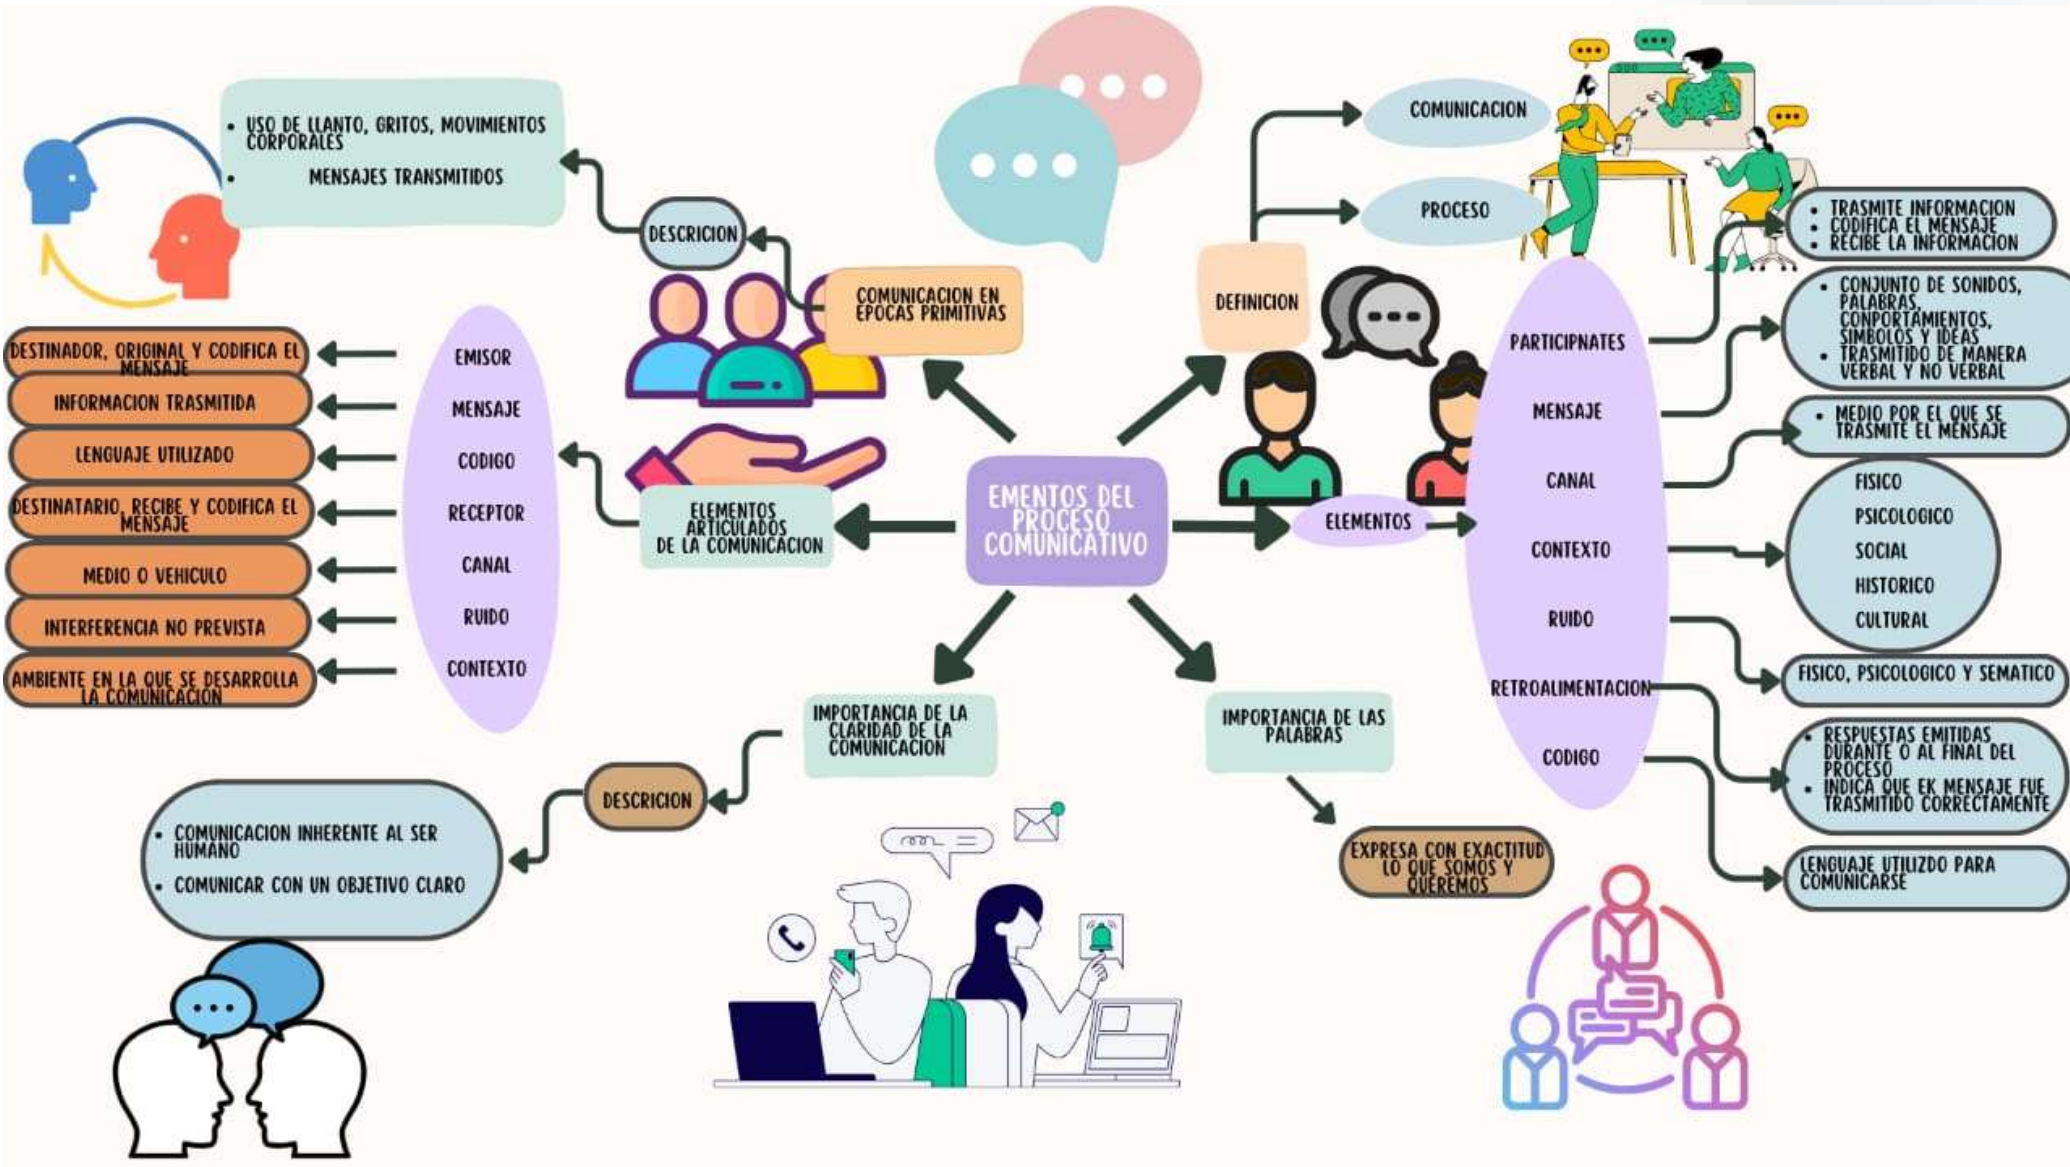 EMENTOS DEL
PROCESO
COMUNICATIVO
COMUNICACION EN
EPOCAS PRIMITIVAS
DESCRICION
• USO DE LLANTO, GRITOS, MOVIMIENTOS
CORPORALES
• MENSAJES TRANSMITIDOS
DEFINICION
COMUNICACION
PROCESO
ELEMENTOS
PARTICIPNATES
• TRASMITE INFORMACION
• CODIFICA EL MENSAJE
• RECIBE LA INFORMACION
MENSAJE
• CONJUNTO DE SONIDOS,
PALABRAS,
CONPORTAMIENTOS,
SIMBOLOS Y IDEAS
• TRASMITIDO DE MANERA
VERBAL Y NO VERBAL
CANAL
• MEDIO POR EL QUE SE
TRASMITE EL MENSAJE
CONTEXTO
FISICO
PSICOLOGICO
SOCIAL
HISTORICO
CULTURAL
RUIDO
FISICO, PSICOLOGICO Y SEMATICO
RETROALIMENTACION
• RESPUESTAS EMITIDAS
DURANTE O AL FINAL DEL
PROCESO
• INDICA QUE EK MENSAJE FUE
TRASMITIDO CORRECTAMENTE
CODIGO
LENGUAJE UTILIZDO PARA
COMUNICARSE
ELEMENTOS
ARTICULADOS
DE LA COMUNICACION
EMISOR
DESTINADOR, ORIGINAL Y CODIFICA EL
MENSAJE
MENSAJE
INFORMACION TRASMITIDA
CODIGO
LENGUAJE UTILIZADO
RECEPTOR
DESTINATARIO, RECIBE Y CODIFICA EL
MENSAJE
CANAL
MEDIO O VEHICULO
RUIDO
INTERFERENCIA NO PREVISTA
CONTEXTO
AMBIENTE EN LA QUE SE DESARROLLA
LA COMUNICACION
IMPORTANCIA DE LA
CLARIDAD DE LA
COMUNICACION
DESCRICION
• COMUNICACION INHERENTE AL SER
HUMANO
• COMUNICAR CON UN OBJETIVO CLARO
IMPORTANCIA DE LAS
PALABRAS
EXPRESA CON EXACTITUD
LO QUE SOMOS Y
QUEREMOS